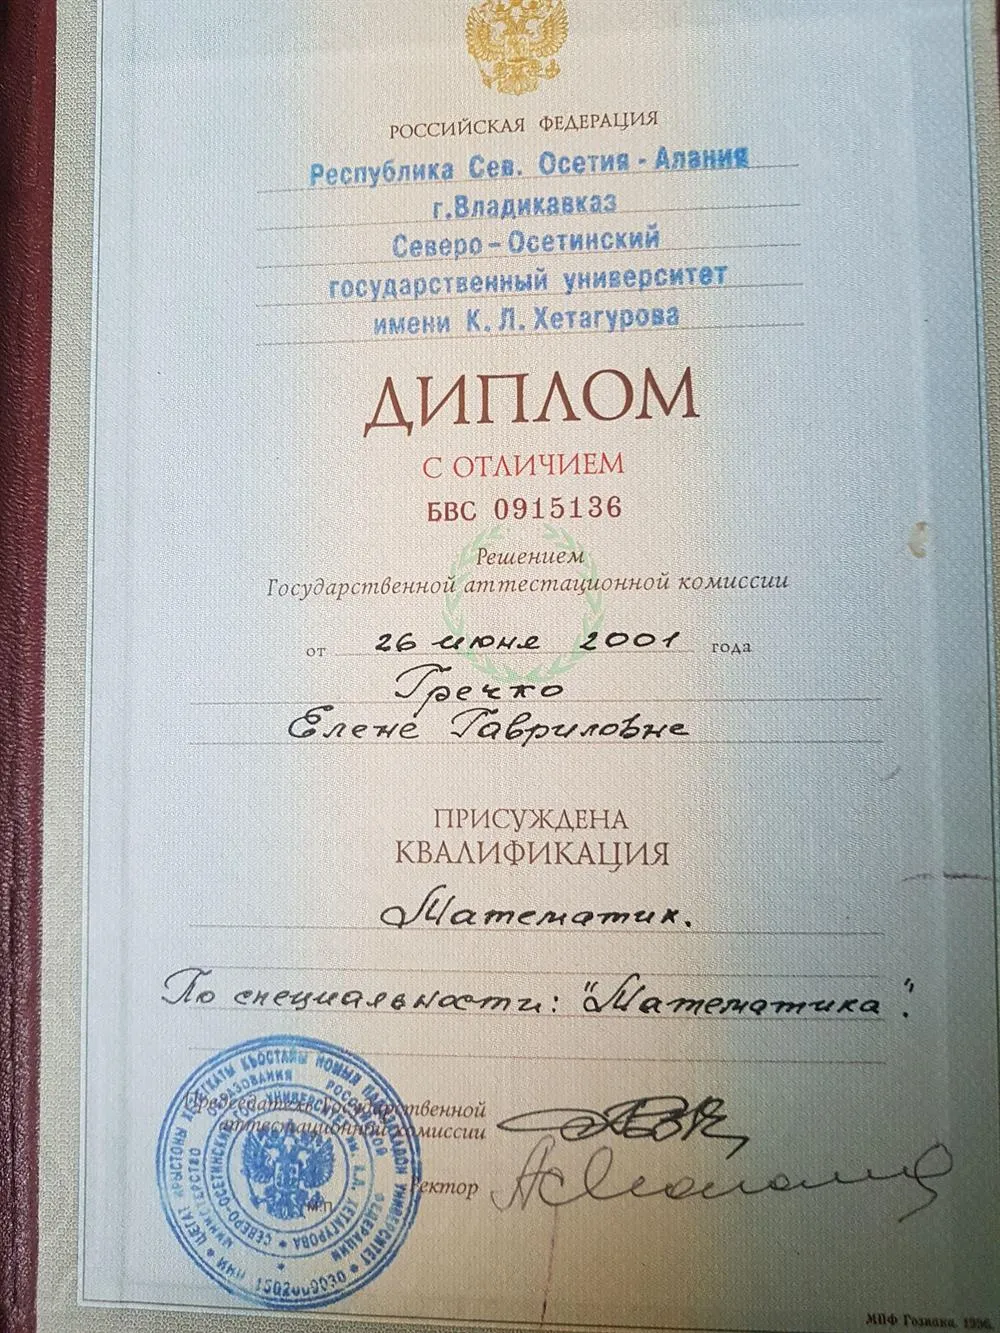 РОССИЙСКАЯ ФЕДЕРАЦИЯ
Республика Сев. Осетия - Алания
г.Владикавказ
Северо-Осетинский
государственный университет
имени К. Л. Хетагурова
ДИПЛОМ
С ОТЛИЧИЕМ
БВС 0915136
Решением
Государственной аттестационной комиссии
от 26 июня 2001 года
Гречко
Елене Гавриловне
ПРИСУЖДЕНА
КВАЛИФИКАЦИЯ
Математик.
По специальности: "Математика".
Председатель Государственной
аттестационной комиссии
Ректор
М.П.
МПФ Гознака. 1996.